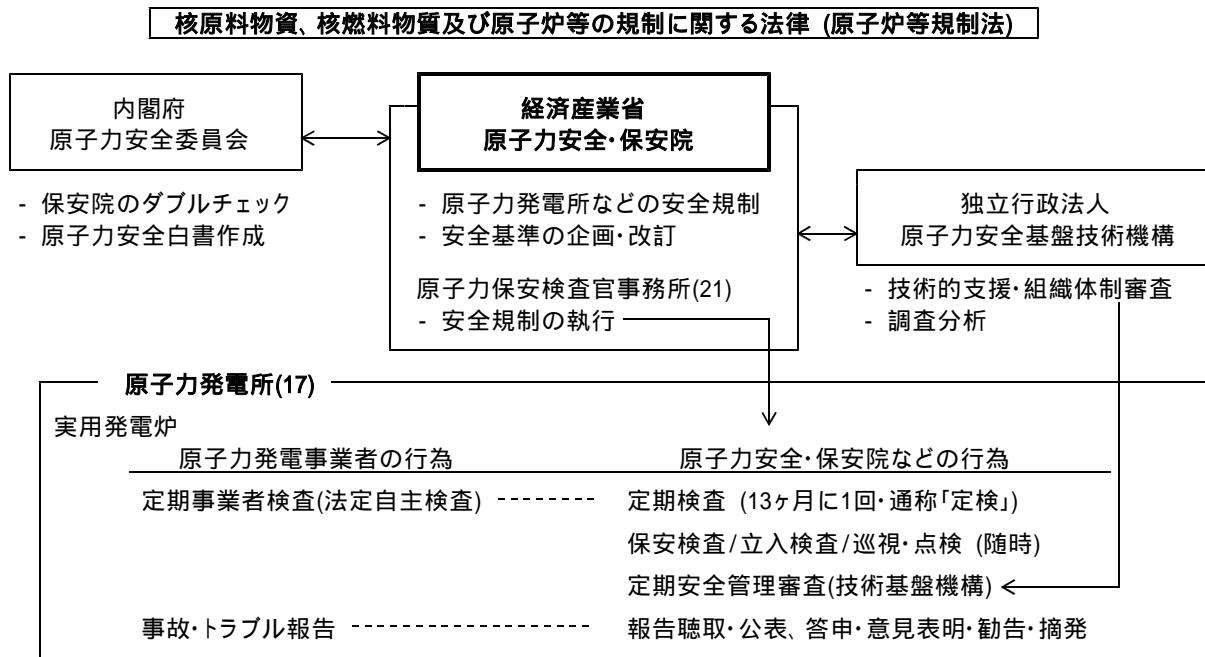 核原料物資、核燃料物質及び原子炉等の規制に関する法律 (原子炉等規制法)
内閣府
原子力安全委員会
- 保安院のダブルチェック
- 原子力安全白書作成
経済産業省
原子力安全・保安院
- 原子力発電所などの安全規制
- 安全基準の企画・改訂
原子力保安検査官事務所(21)
- 安全規制の執行
独立行政法人
原子力安全基盤技術機構
- 技術的支援・組織体制審査
- 調査分析
原子力発電所(17)
実用発電炉
原子力発電事業者の行為 原子力安全・保安院などの行為
定期事業者検査(法定自主検査) 定期検査 (13ヶ月に1回・通称「定検」)
保安検査/立入検査/巡視・点検 (随時)
定期安全管理審査(技術基盤機構)
事故・トラブル報告 報告聴取・公表、答申・意見表明・勧告・摘発